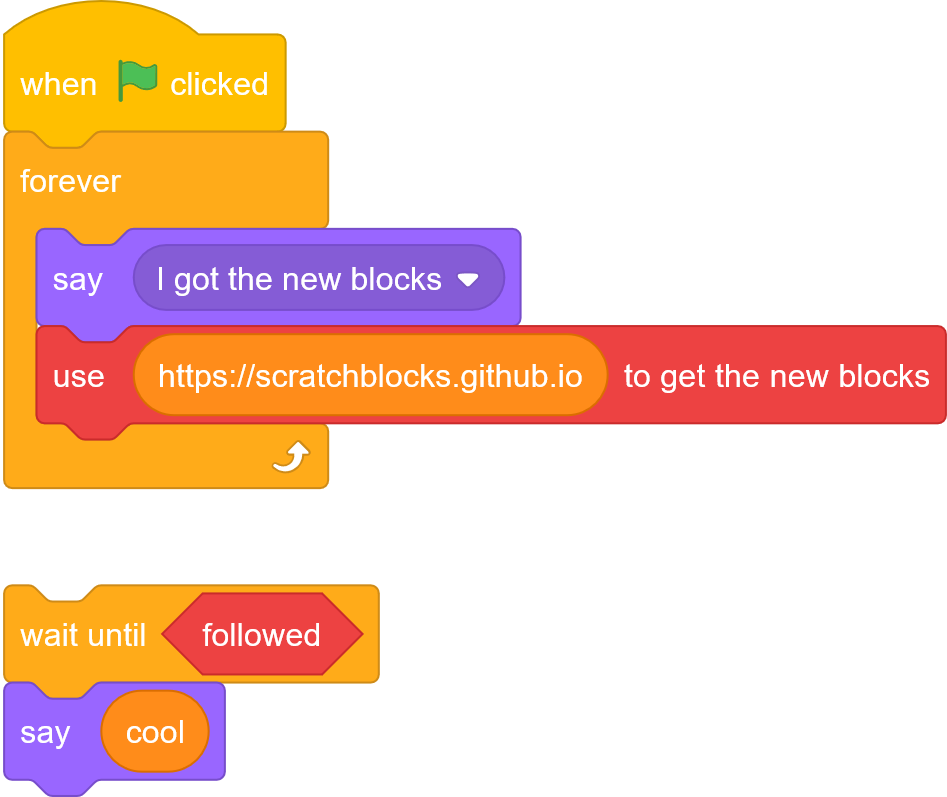 when clicked
forever
say I got the new blocks
use https://scratchblocks.github.io to get the new blocks
wait until followed
say cool